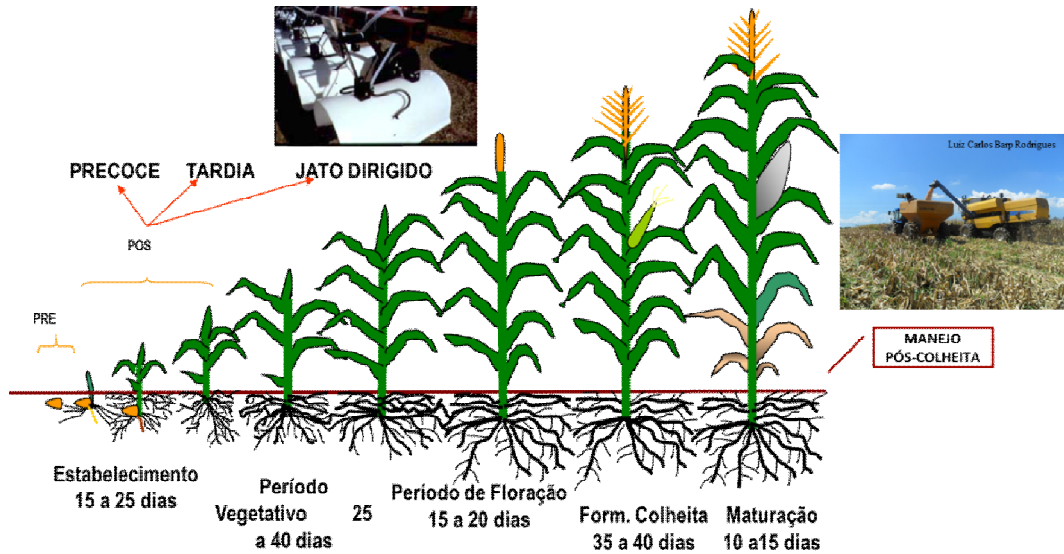 Luiz Carlos Barp Rodrigues
PRECOCE
TARDIA
JATO DIRIGIDO
POS
PRE
MANEJO
PÓS-COLHEITA
Estabelecimento
15 a 25 dias
Período
Vegetativo 25
a 40 dias
Período de Floração
15 a 20 dias
Form. Colheita
35 a 40 dias
Maturação
10 a15 dias